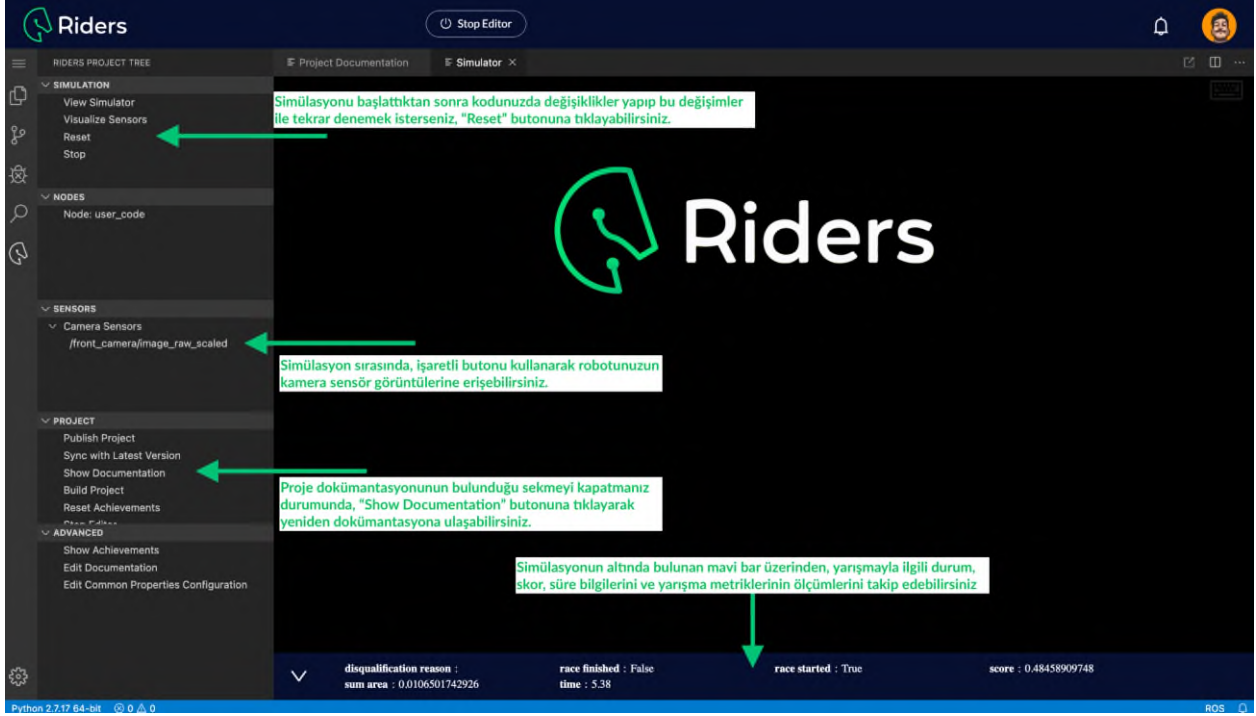 Riders
Stop Editor
RIDERS PROJECT TREE
Project Documentation
Simulator
SIMULATION
View Simulator
Visualize Sensors
Reset
Stop
Simülasyonu başlattıktan sonra kodunuzda değişiklikler yapıp bu değişimler
ile tekrar denemek isterseniz, “Reset” butonuna tıklayabilirsiniz.
NODES
Node: user_code
Riders
SENSORS
Camera Sensors
/front_camera/image_raw_scaled
Simülasyon sırasında, işaretli butonu kullanarak robotunuzun
kamera sensör görüntülerine erişebilirsiniz.
PROJECT
Publish Project
Sync with Latest Version
Show Documentation
Build Project
Reset Achievements
Stop Editor
Proje dokümantasyonunun bulunduğu sekmeyi kapatmanız
durumunda, “Show Documentation” butonuna tıklayarak
yeniden dokümantasyona ulaşabilirsiniz.
ADVANCED
Show Achievements
Edit Documentation
Edit Common Properties Configuration
Simülasyonun altında bulunan mavi bar üzerinden, yarışmayla ilgili durum,
skor, süre bilgilerini ve yarışma metriklerinin ölçümlerini takip edebilirsiniz
disqualification reason : race finished : False race started : True score : 0.48458909748
sum area : 0.0106501742926 time : 5.38
Python 2.7.17 64-bit 0 0 ROS